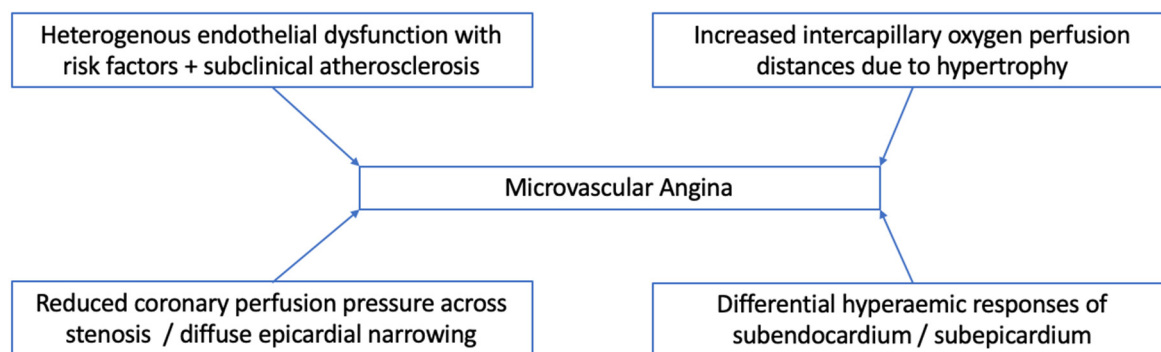 Heterogenous endothelial dysfunction with
risk factors + subclinical atherosclerosis
Increased intercapillary oxygen perfusion
distances due to hypertrophy
Microvascular Angina
Reduced coronary perfusion pressure across
stenosis / diffuse epicardial narrowing
Differential hyperaemic responses of
subendocardium / subepicardium